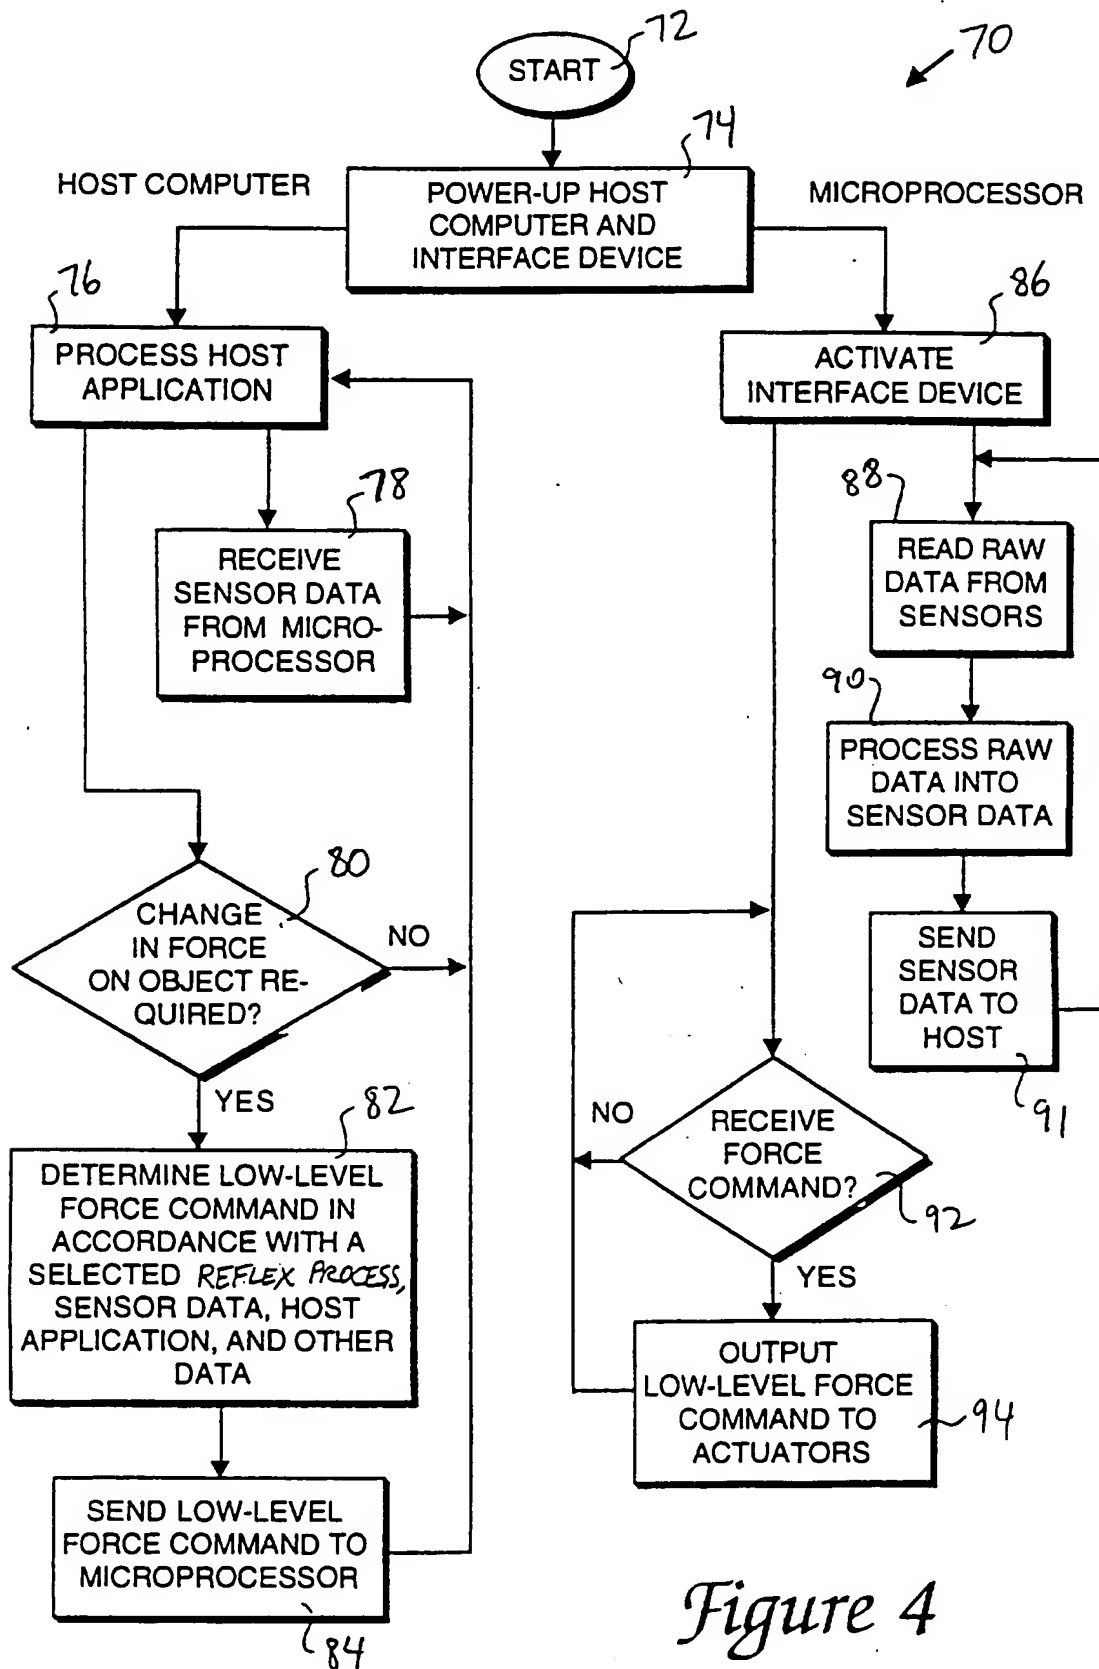 72
70
START
74
HOST COMPUTER
POWER-UP HOST
COMPUTER AND
INTERFACE DEVICE
MICROPROCESSOR
76
86
PROCESS HOST
APPLICATION
ACTIVATE
INTERFACE DEVICE
78
RECEIVE
SENSOR DATA
FROM MICRO-
PROCESSOR
88
READ RAW
DATA FROM
SENSORS
90
PROCESS RAW
DATA INTO
SENSOR DATA
80
CHANGE
IN FORCE
ON OBJECT RE-
QUIRED?
NO
YES
SEND
SENSOR
DATA TO
HOST
91
82
DETERMINE LOW-LEVEL
FORCE COMMAND IN
ACCORDANCE WITH A
SELECTED REFLEX PROCESS,
SENSOR DATA, HOST
APPLICATION, AND OTHER
DATA
NO
RECEIVE
FORCE
COMMAND?
92
YES
OUTPUT
LOW-LEVEL FORCE
COMMAND TO
ACTUATORS
94
SEND LOW-LEVEL
FORCE COMMAND TO
MICROPROCESSOR
84
Figure 4